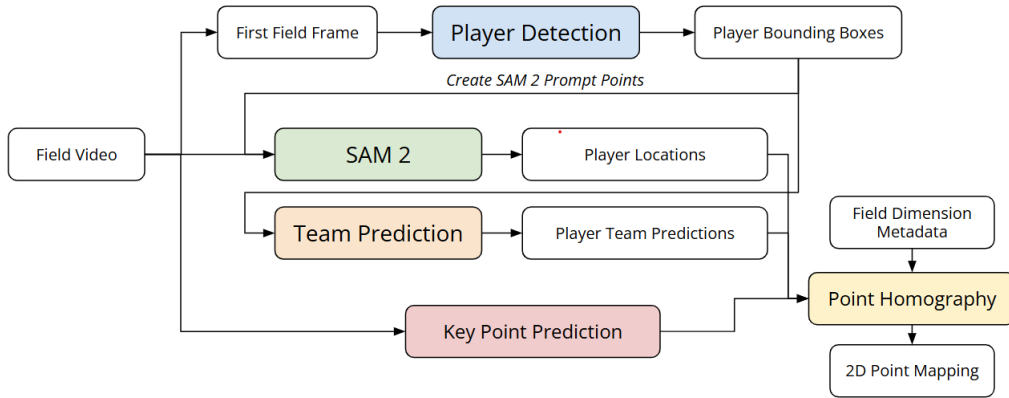 First Field Frame
Player Detection
Player Bounding Boxes
Create SAM 2 Prompt Points
Field Video
SAM 2
Player Locations
Team Prediction
Player Team Predictions
Field Dimension
Metadata
Point Homography
Key Point Prediction
2D Point Mapping